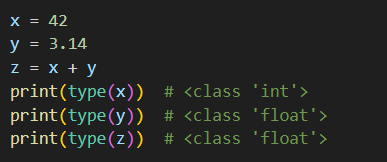 x = 42
y = 3.14
z = x + y
print(type(x))  # <class 'int'>
print(type(y))  # <class 'float'>
print(type(z))  # <class 'float'>